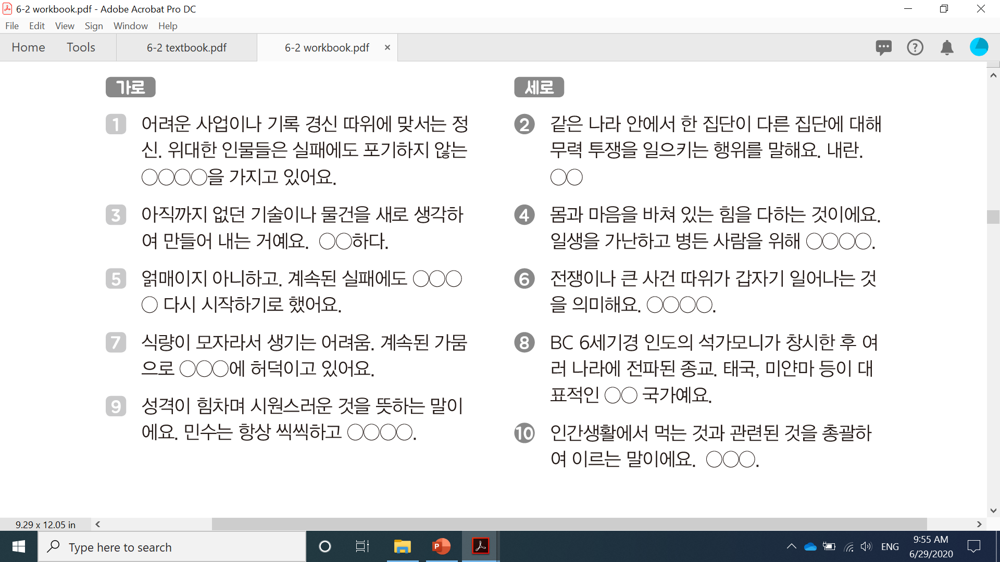 6-2 workbook.pdf - Adobe Acrobat Pro DC
File Edit View Sign Window Help
Home Tools 6-2 textbook.pdf 6-2 workbook.pdf ×
가로
1 어려운 사업이나 기록 경신 따위에 맞서는 정
신. 위대한 인물들은 실패에도 포기하지 않는
○○○○을 가지고 있어요.
3 아직까지 없던 기술이나 물건을 새로 생각하
여 만들어 내는 거예요. ○○하다.
5 얽매이지 아니하고. 계속된 실패에도 ○○○
○ 다시 시작하기로 했어요.
7 식량이 모자라서 생기는 어려움. 계속된 가뭄
으로 ○○○에 허덕이고 있어요.
9 성격이 힘차며 시원스러운 것을 뜻하는 말이
에요. 민수는 항상 씩씩하고 ○○○○.
세로
2 같은 나라 안에서 한 집단이 다른 집단에 대해
무력 투쟁을 일으키는 행위를 말해요. 내란.
○○
4 몸과 마음을 바쳐 있는 힘을 다하는 것이에요.
일생을 가난하고 병든 사람을 위해 ○○○○.
6 전쟁이나 큰 사건 따위가 갑자기 일어나는 것
을 의미해요. ○○○○.
8 BC 6세기경 인도의 석가모니가 창시한 후 여
러 나라에 전파된 종교. 태국, 미얀마 등이 대
표적인 ○○ 국가예요.
10 인간생활에서 먹는 것과 관련된 것을 총괄하
여 이르는 말이에요. ○○○.
9.29 x 12.05 in
Type here to search
P
ENG
9:55 AM
6/29/2020